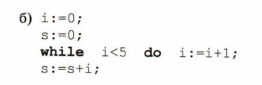 б) i:=0;
s:=0;
while i<5 do i:=i+1;
s:=s+i;